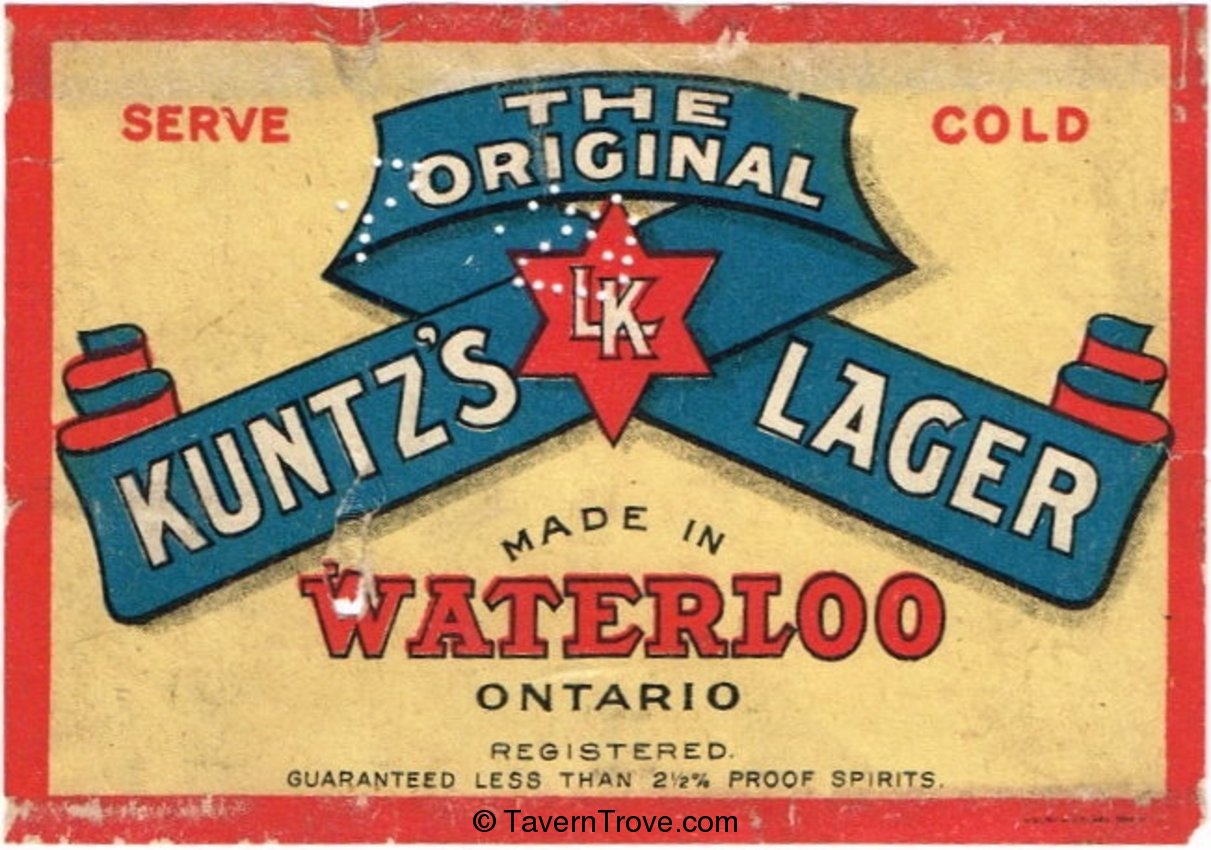 SERVE
COLD
THE
ORIGINAL
LK
KUNTZ'S
LAGER
MADE IN
WATERLOO
ONTARIO
REGISTERED.
GUARANTEED LESS THAN 2½% PROOF SPIRITS.
© TavernTrove.com